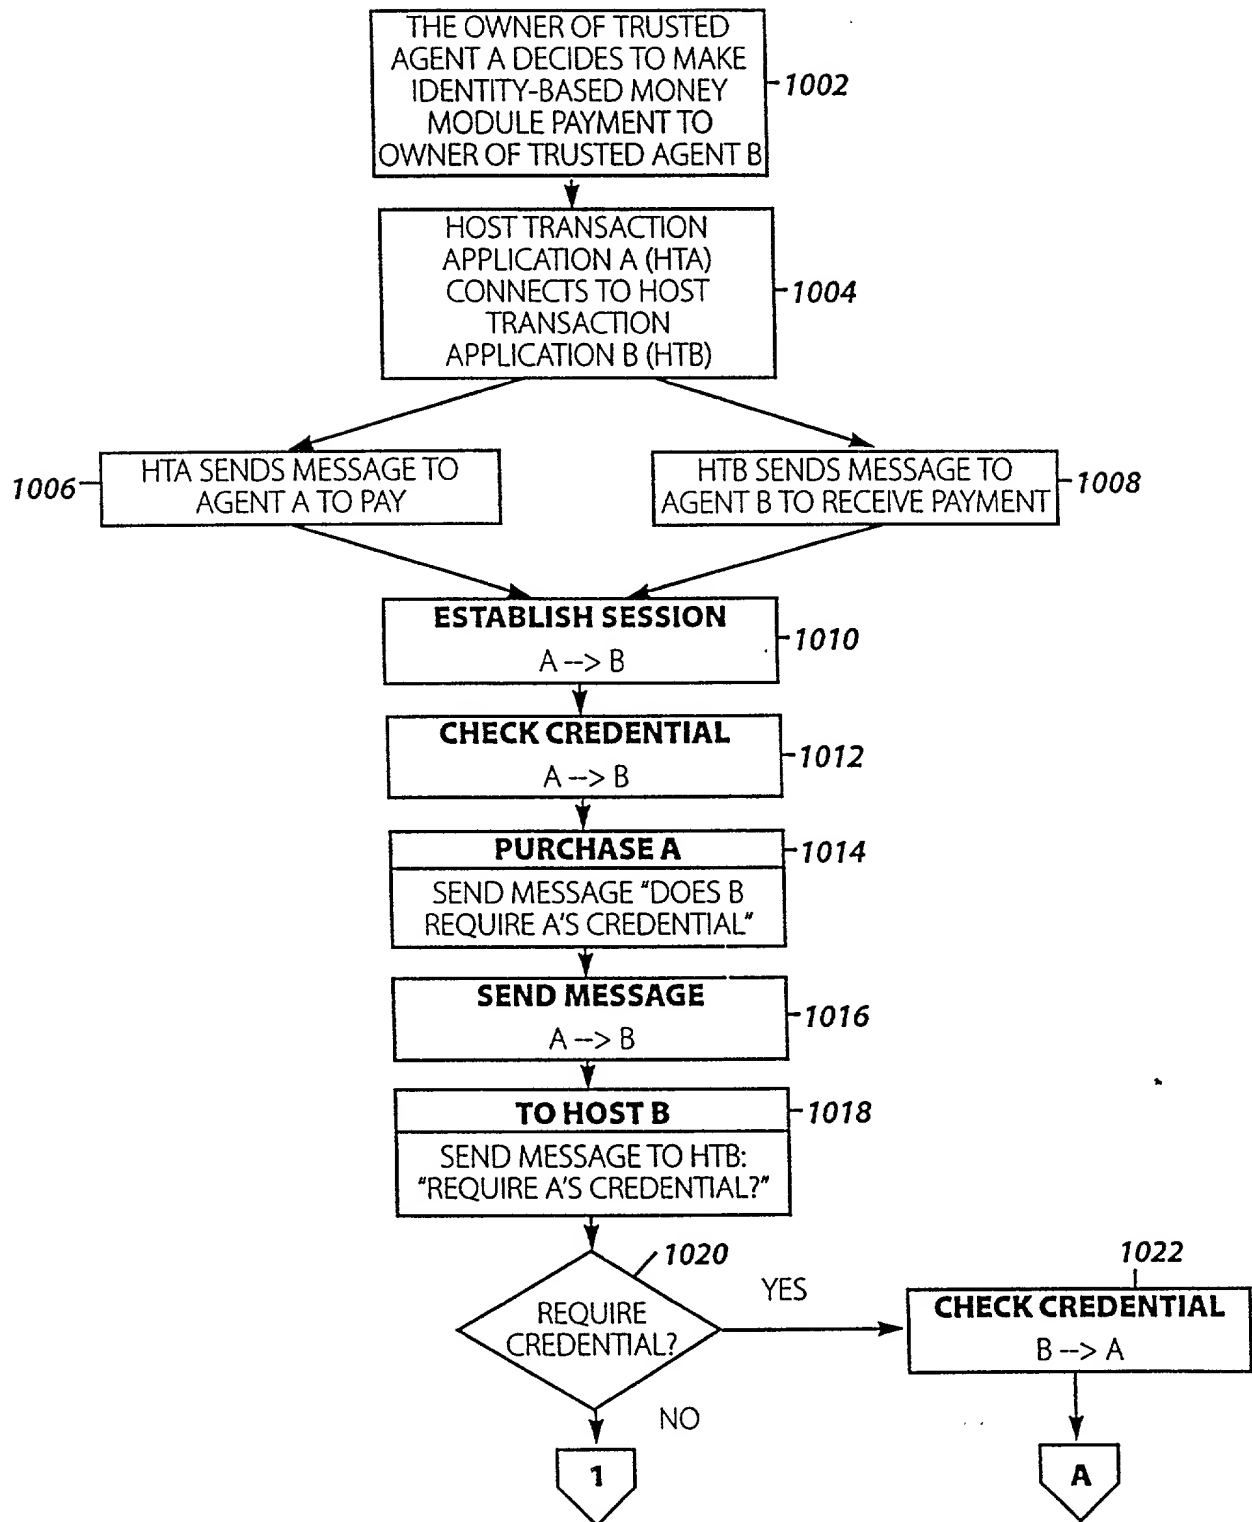 THE OWNER OF TRUSTED
AGENT A DECIDES TO MAKE
IDENTITY-BASED MONEY
MODULE PAYMENT TO
OWNER OF TRUSTED AGENT B
1002
HOST TRANSACTION
APPLICATION A (HTA)
CONNECTS TO HOST
TRANSACTION
APPLICATION B (HTB)
1004
1006
HTA SENDS MESSAGE TO
AGENT A TO PAY
HTB SENDS MESSAGE TO
AGENT B TO RECEIVE PAYMENT
1008
ESTABLISH SESSION
A --> B
1010
CHECK CREDENTIAL
A --> B
1012
PURCHASE A
1014
SEND MESSAGE "DOES B
REQUIRE A'S CREDENTIAL"
SEND MESSAGE
A --> B
1016
TO HOST B
1018
SEND MESSAGE TO HTB:
"REQUIRE A'S CREDENTIAL?"
1020
REQUIRE
CREDENTIAL?
YES
1022
CHECK CREDENTIAL
B --> A
NO
1
A